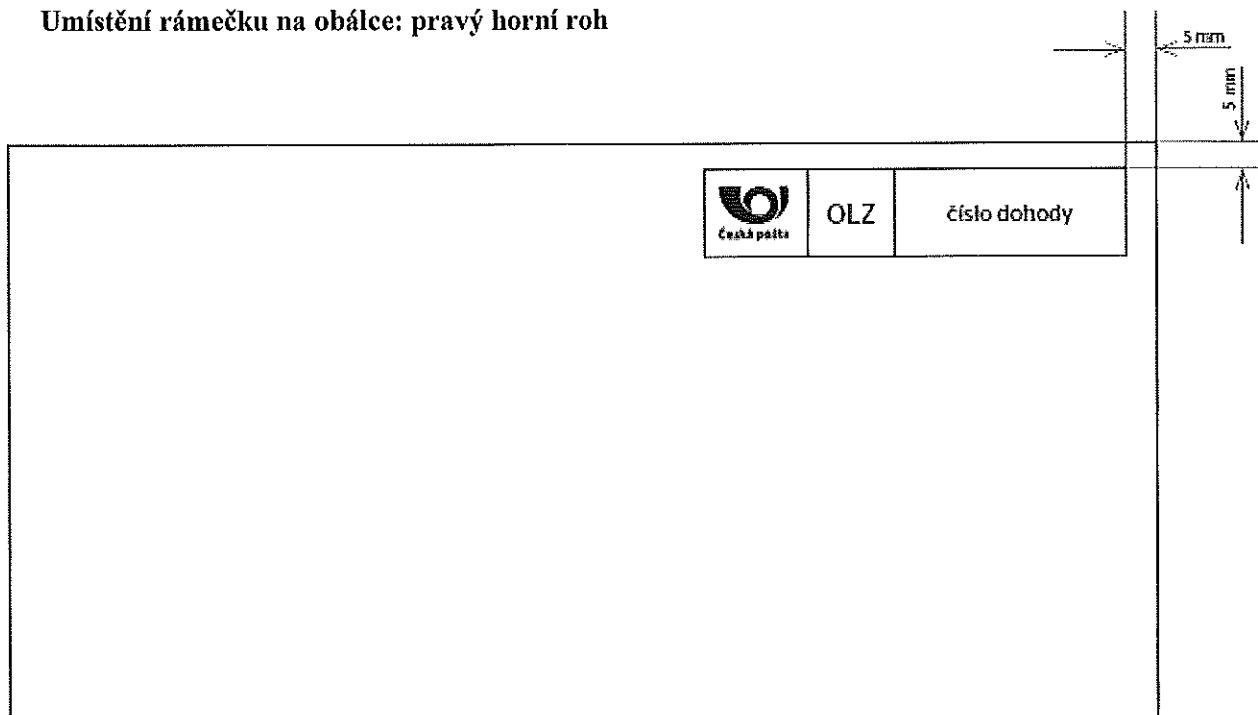 Umístění rámečku na obálce: pravý horní roh
5 mm
5 mm
Česká pošta
OLZ
číslo dohody